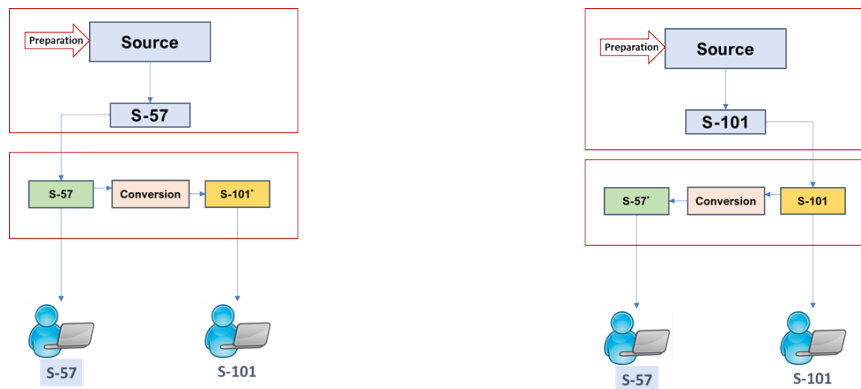 Preparation
Source
S-57
S-57
Conversion
S-101*
S-57
S-101
Preparation
Source
S-101
S-57*
Conversion
S-101
S-57
S-101